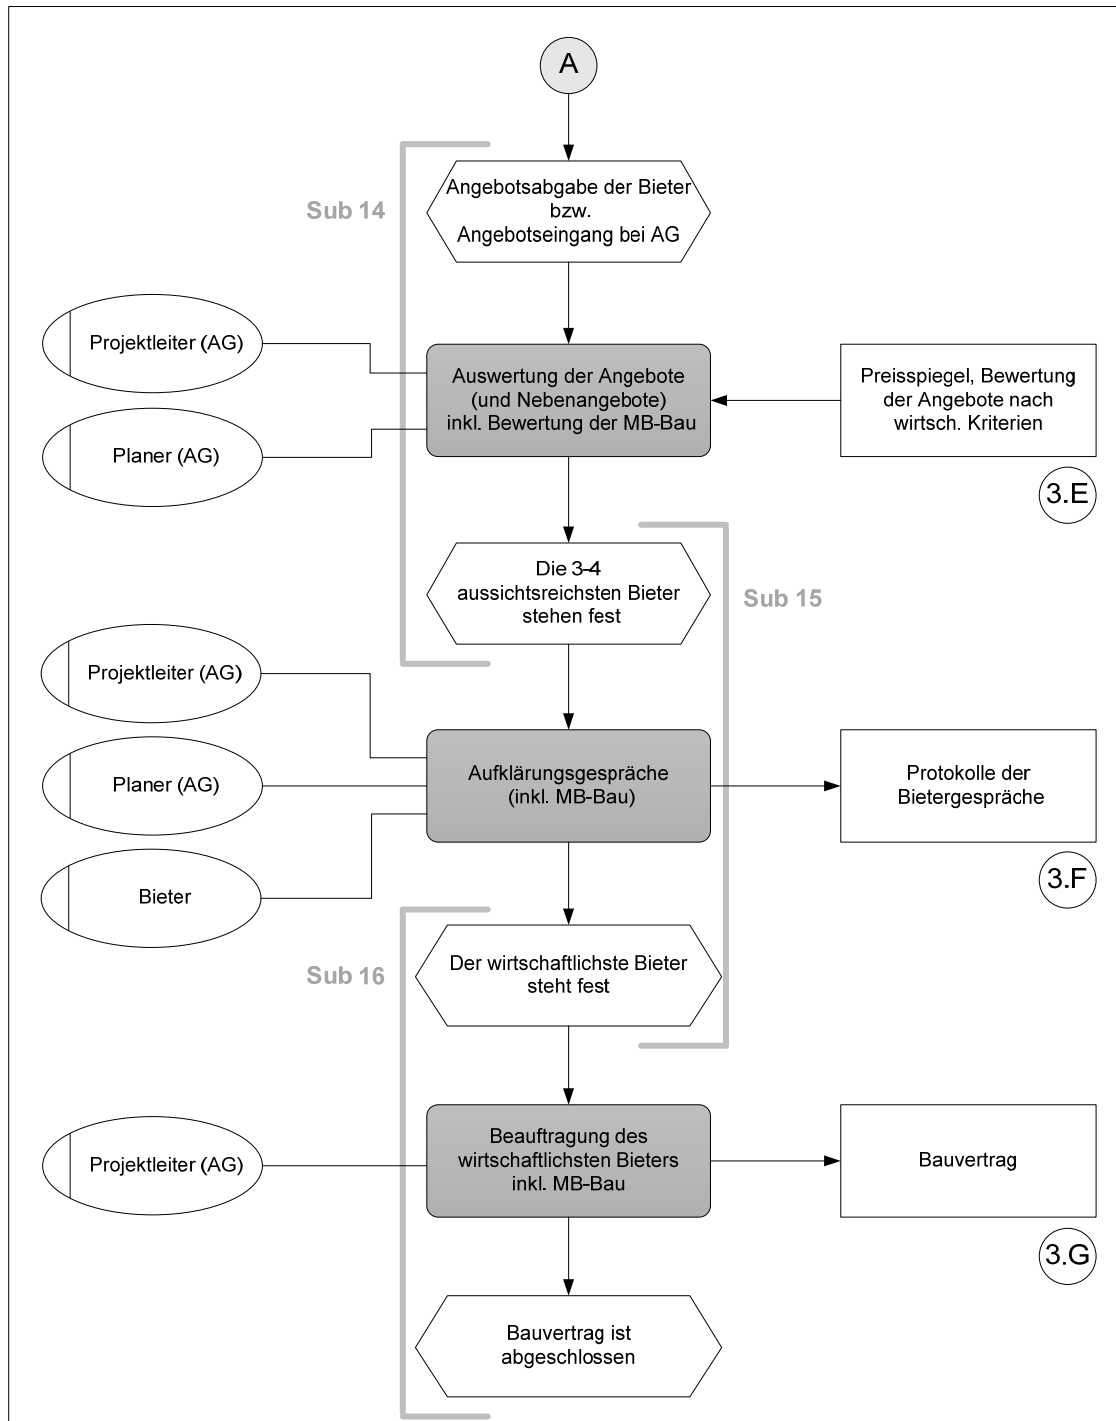 A
Sub 14
Angebotsabgabe der Bieter
bzw.
Angebotseingang bei AG
Projektleiter (AG)
Planer (AG)
Auswertung der Angebote
(und Nebenangebote)
inkl. Bewertung der MB-Bau
Preisspiegel, Bewertung
der Angebote nach
wirtsch. Kriterien
3.E
Die 3-4
aussichtsreichsten Bieter
stehen fest
Sub 15
Projektleiter (AG)
Planer (AG)
Bieter
Aufklärungsgespräche
(inkl. MB-Bau)
Protokolle der
Bietergespräche
3.F
Sub 16
Der wirtschaftlichste Bieter
steht fest
Projektleiter (AG)
Beauftragung des
wirtschaftlichsten Bieters
inkl. MB-Bau
Bauvertrag
3.G
Bauvertrag ist
abgeschlossen